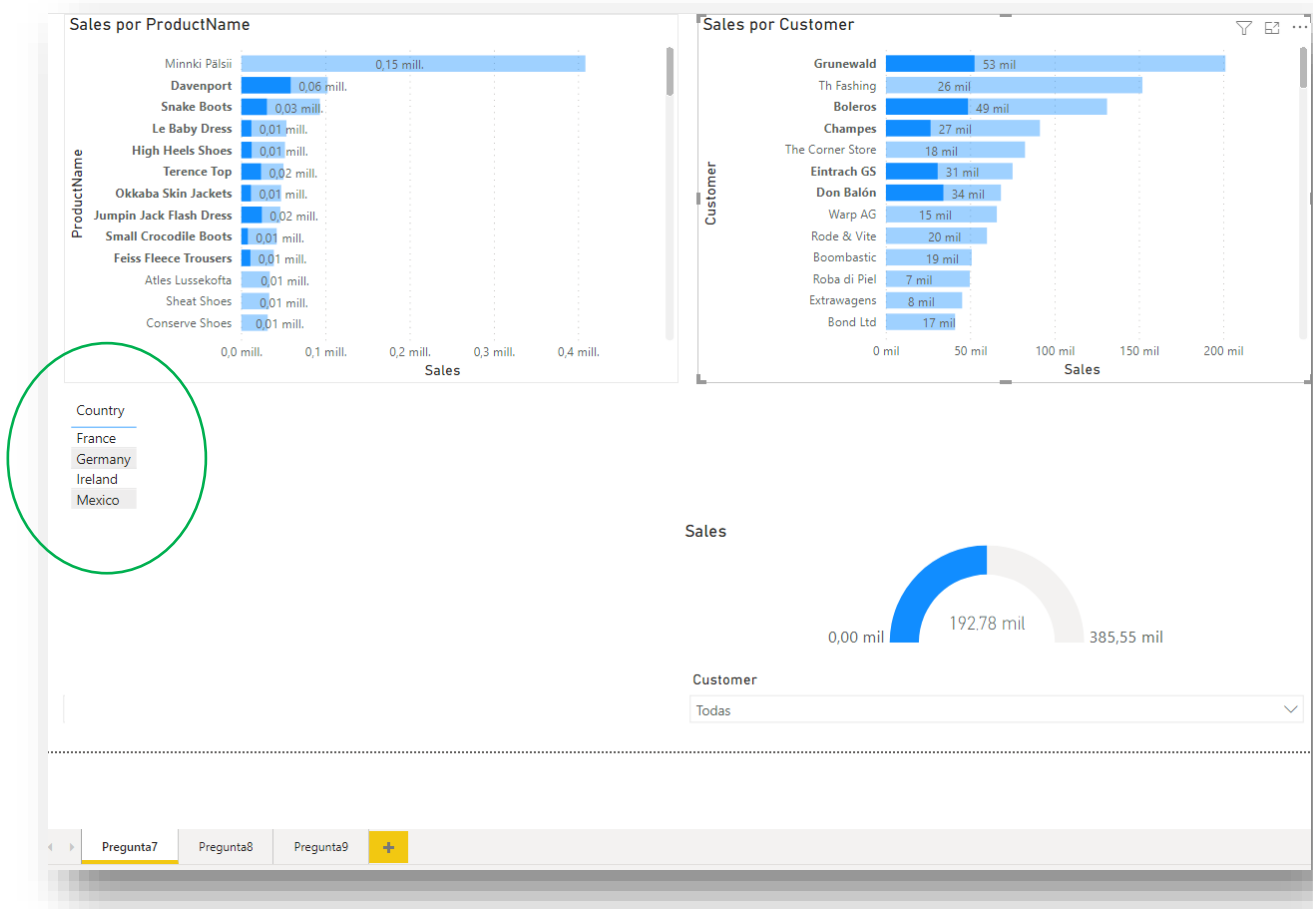 Sales por ProductName
ProductName
Minnki Pälsii 0,15 mill.
Davenport 0,06 mill.
Snake Boots 0,03 mill.
Le Baby Dress 0,01 mill.
High Heels Shoes 0,01 mill.
Terence Top 0,02 mill.
Okkaba Skin Jackets 0,01 mill.
Jumpin Jack Flash Dress 0,02 mill.
Small Crocodile Boots 0,01 mill.
Feiss Fleece Trousers 0,01 mill.
Atles Lussekofta 0,01 mill.
Sheat Shoes 0,01 mill.
Conserve Shoes 0,01 mill.
0,0 mill. 0,1 mill. 0,2 mill. 0,3 mill. 0,4 mill.
Sales
Sales por Customer
Customer
Grunewald 53 mil
Th Fashing 26 mil
Boleros 49 mil
Champes 27 mil
The Corner Store 18 mil
Eintrach GS 31 mil
Don Balón 34 mil
Warp AG 15 mil
Rode & Vite 20 mil
Boombastic 19 mil
Roba di Piel 7 mil
Extrawagens 8 mil
Bond Ltd 17 mil
0 mil 50 mil 100 mil 150 mil 200 mil
Sales
Country
France
Germany
Ireland
Mexico
Sales
192,78 mil
0,00 mil 385,55 mil
Customer
Todas
Pregunta7 Pregunta8 Pregunta9 +